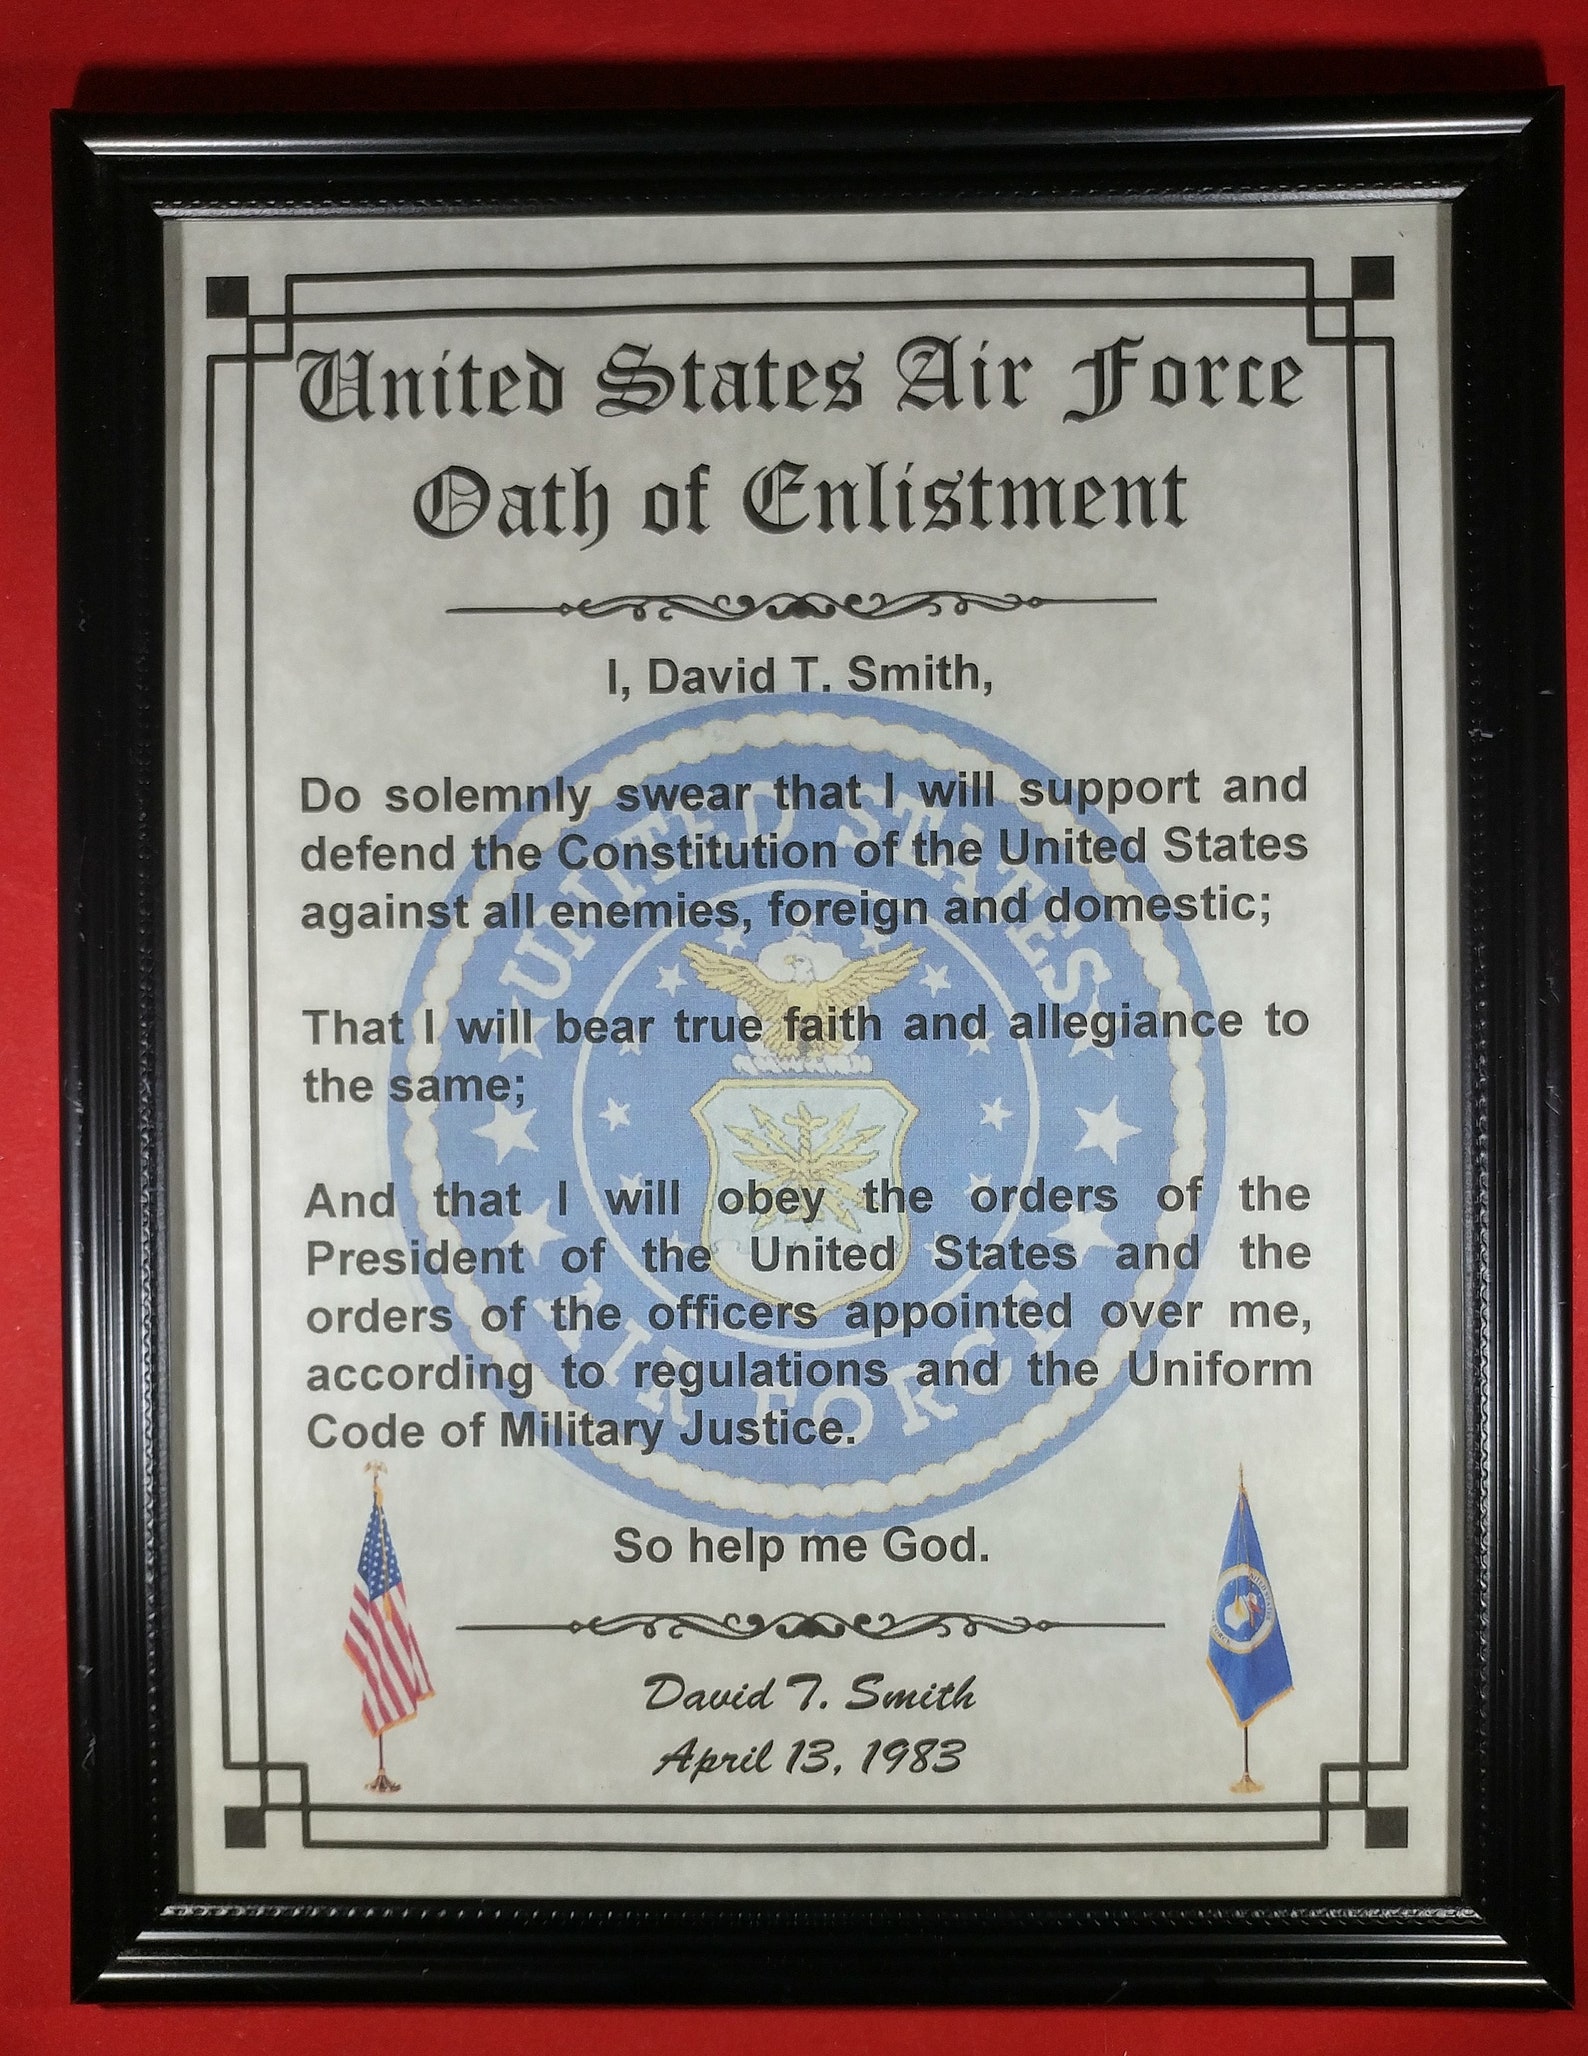 United States Air Force
Oath of Enlistment
I, David T. Smith,
Do solemnly swear that I will support and
defend the Constitution of the United States
against all enemies, foreign and domestic;
That I will bear true faith and allegiance to
the same;
And that I will obey the orders of the
President of the United States and the
orders of the officers appointed over me,
according to regulations and the Uniform
Code of Military Justice.
So help me God.
David T. Smith
April 13, 1983
UNITED STATES
AIR FORCE